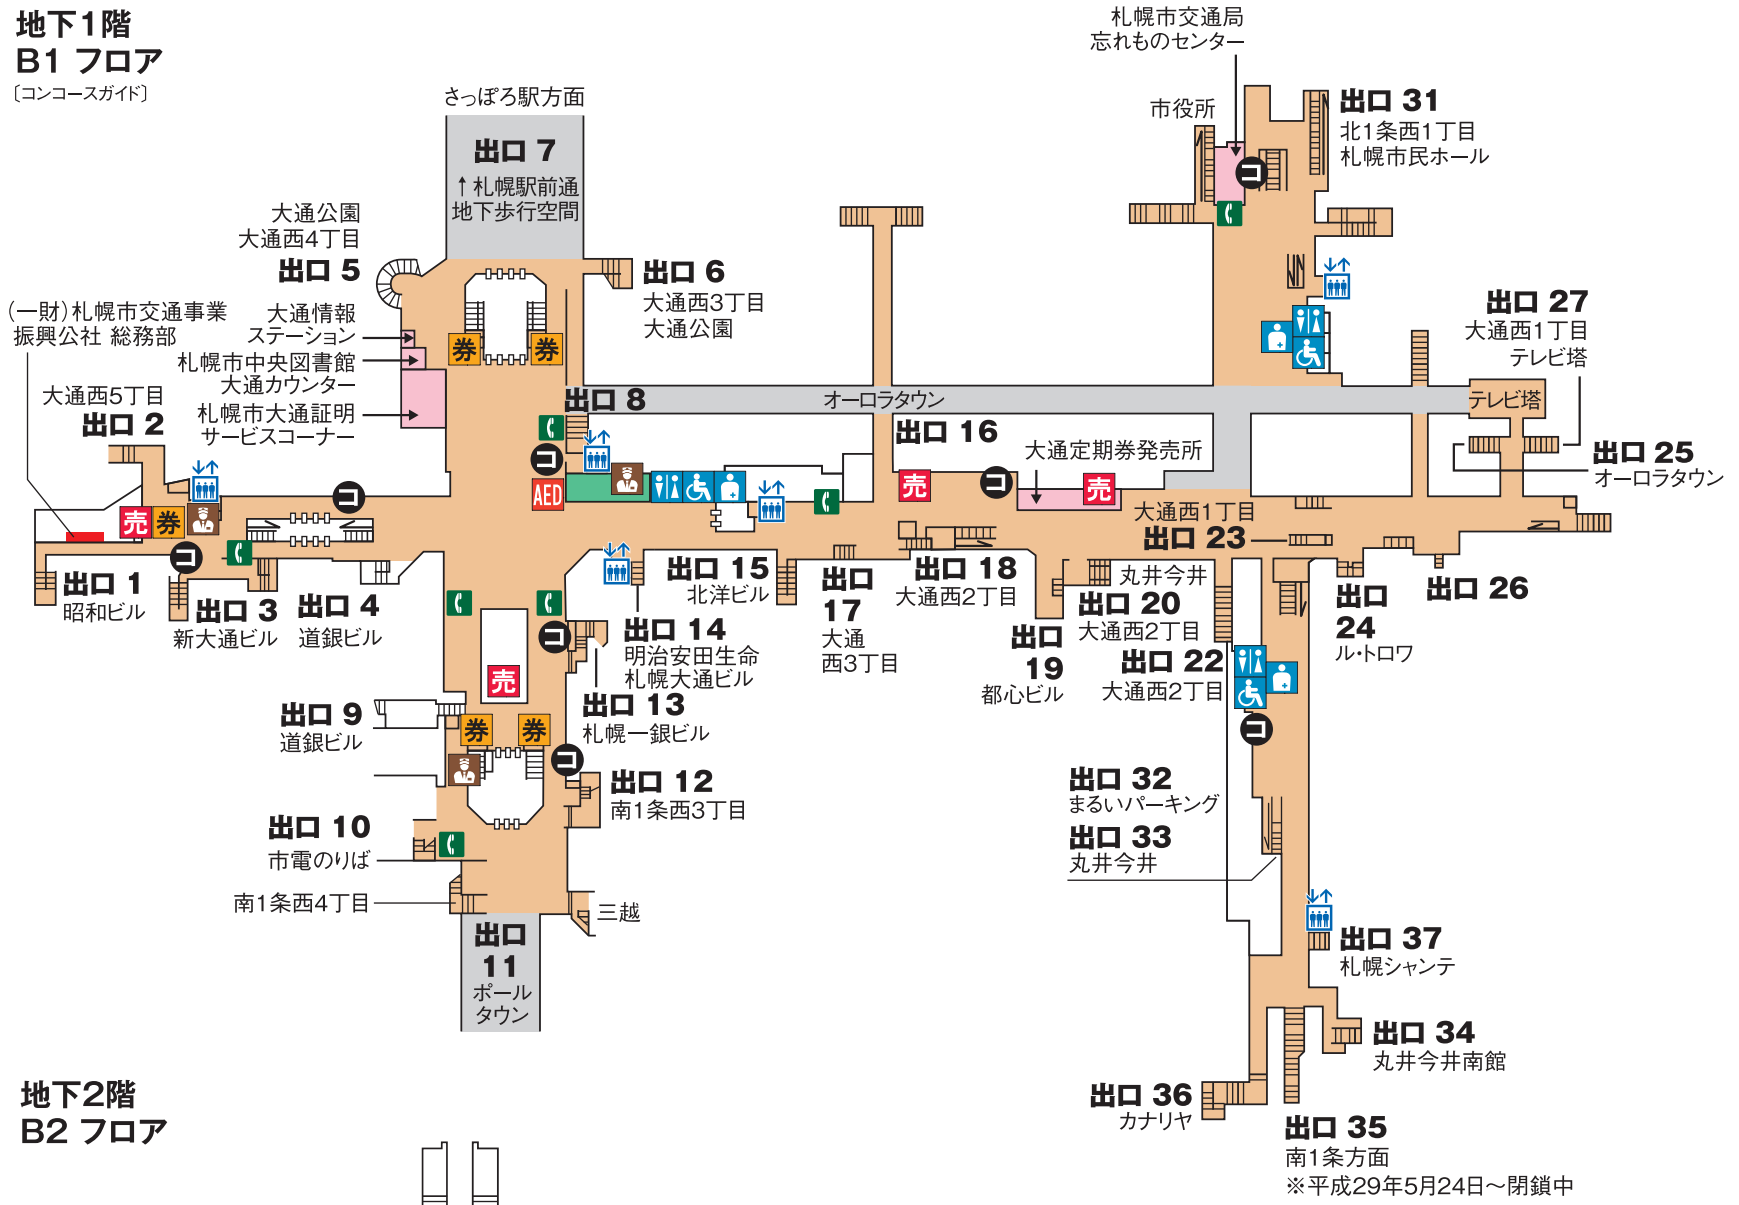 地下1階
B1 フロア
〔コンコースガイド〕
札幌市交通局
忘れものセンター
さっぽろ駅方面
出口 7
↑札幌駅前通
地下歩行空間
市役所
出口 31
北1条西1丁目
札幌市民ホール
大通公園
大通西4丁目
出口 5
出口 6
大通西3丁目
大通公園
(一財)札幌市交通事業
振興公社 総務部
大通情報
ステーション
札幌市中央図書館
大通カウンター
札幌市大通証明
サービスコーナー
券
券
出口 27
大通西1丁目
テレビ塔
大通西5丁目
出口 2
出口 8
オーロラタウン
テレビ塔
出口 16
大通定期券発売所
出口 25
オーロラタウン
コ
コ
コ
コ
AED
売
売
売
券
コ
大通西1丁目
出口 23
出口 1
昭和ビル
出口 3
新大通ビル
出口 4
道銀ビル
出口 15
北洋ビル
出口
17
大通
西3丁目
出口 18
大通西2丁目
丸井今井
出口 20
大通西2丁目
出口
19
都心ビル
出口 22
大通西2丁目
出口
24
ル・トロワ
出口 26
コ
出口 14
明治安田生命
札幌大通ビル
売
出口 13
札幌一銀ビル
出口 9
道銀ビル
券
券
コ
コ
出口 12
南1条西3丁目
出口 32
まるいパーキング
出口 33
丸井今井
出口 10
市電のりば
南1条西4丁目
三越
出口
11
ポール
タウン
出口 37
札幌シャンテ
出口 34
丸井今井南館
出口 36
カナリヤ
出口 35
南1条方面
※平成29年5月24日～閉鎖中
地下2階
B2 フロア